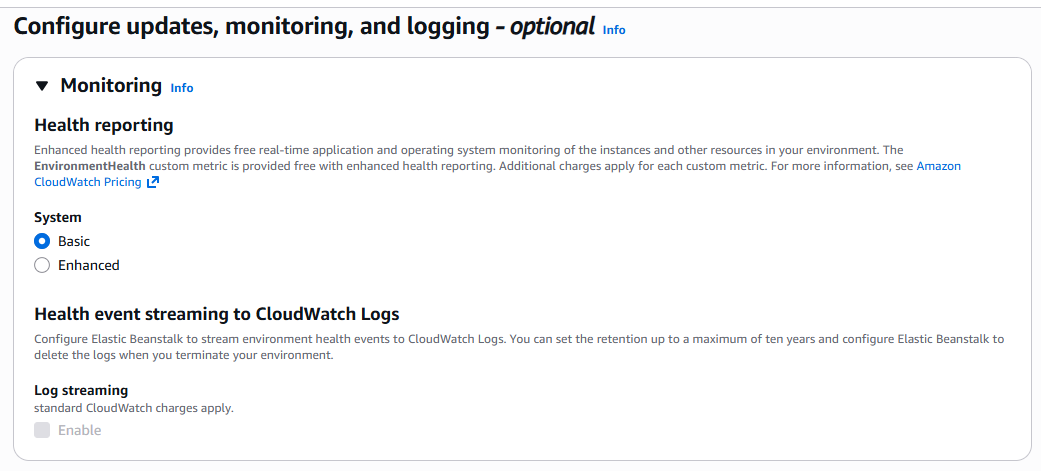 Configure updates, monitoring, and logging - optional Info
Monitoring Info
Health reporting
Enhanced health reporting provides free real-time application and operating system monitoring of the instances and other resources in your environment. The
EnvironmentHealth custom metric is provided free with enhanced health reporting. Additional charges apply for each custom metric. For more information, see Amazon
CloudWatch Pricing
System
Basic
Enhanced
Health event streaming to CloudWatch Logs
Configure Elastic Beanstalk to stream environment health events to CloudWatch Logs. You can set the retention up to a maximum of ten years and configure Elastic Beanstalk to
delete the logs when you terminate your environment.
Log streaming
standard CloudWatch charges apply.
Enable